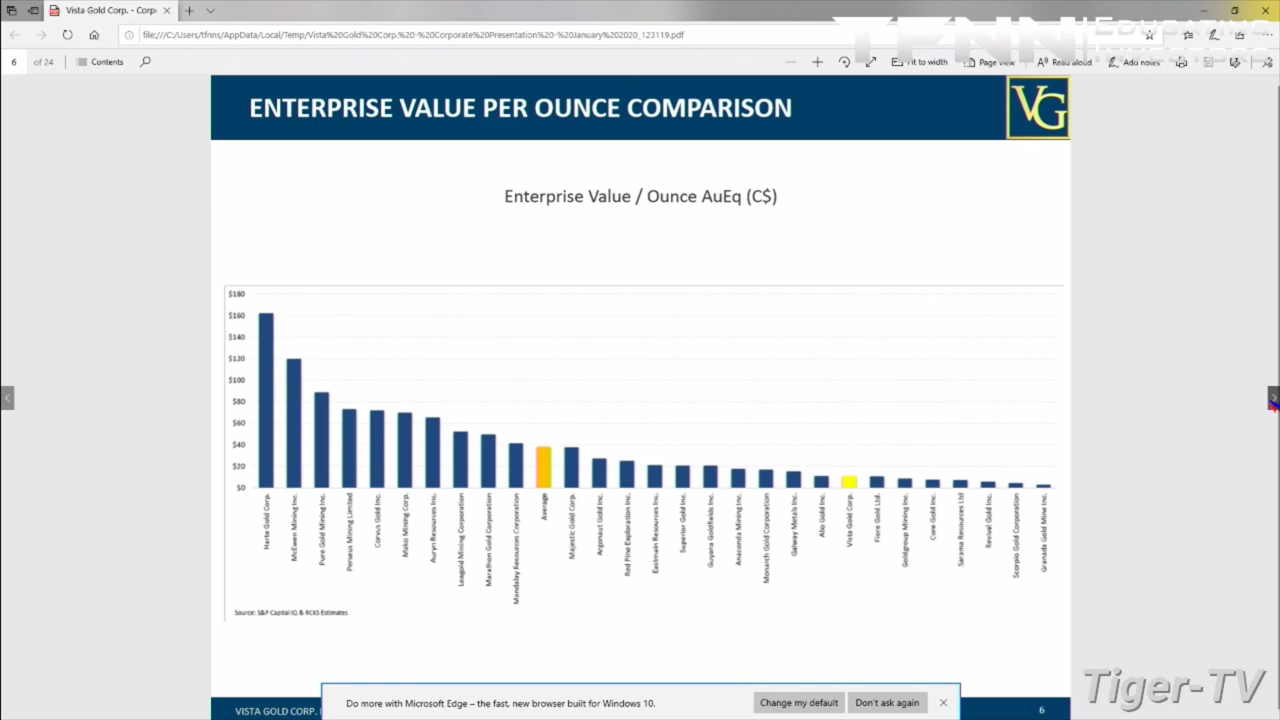 Vista Gold Corp. - Corpo
file:///C:/Users/tfnns/AppData/Local/Temp/Vista%20Gold%20Corp.%20-%20Corporate%20Presentation%20-%20January%202020_123119.pdf
TFNN EDUCATING INVESTORS
6 of 24 Contents Fit to width Page view Read aloud Add notes
ENTERPRISE VALUE PER OUNCE COMPARISON
VG
Enterprise Value / Ounce AuEq (C$)
$180
$160
$140
$120
$100
$80
$60
$40
$20
$0
Harte Gold Corp.
McEwen Mining Inc.
Pure Gold Mining Inc.
Perseus Mining Limited
Corvus Gold Inc.
Mako Mining Corp.
Auryn Resources Inc.
Leagold Mining Corporation
Marathon Gold Corporation
Mandalay Resources Corporation
Average
Majestic Gold Corp.
Argonaut Gold Inc.
Red Pine Exploration Inc.
Eastmain Resources Inc.
Superior Gold Inc.
Guyana Goldfields Inc.
Anaconda Mining Inc.
Monarch Gold Corporation
Galway Metals Inc.
Alio Gold Inc.
Vista Gold Corp.
Fiore Gold Ltd.
Goldgroup Mining Inc.
Core Gold Inc.
Sarama Resources Ltd
Revival Gold Inc.
Scorpio Gold Corporation
Granada Gold Mine Inc.
Source: S&P Capital IQ & RCKS Estimates
Do more with Microsoft Edge – the fast, new browser built for Windows 10. Change my default Don't ask again
VISTA GOLD CORP. 6
Tiger-TV